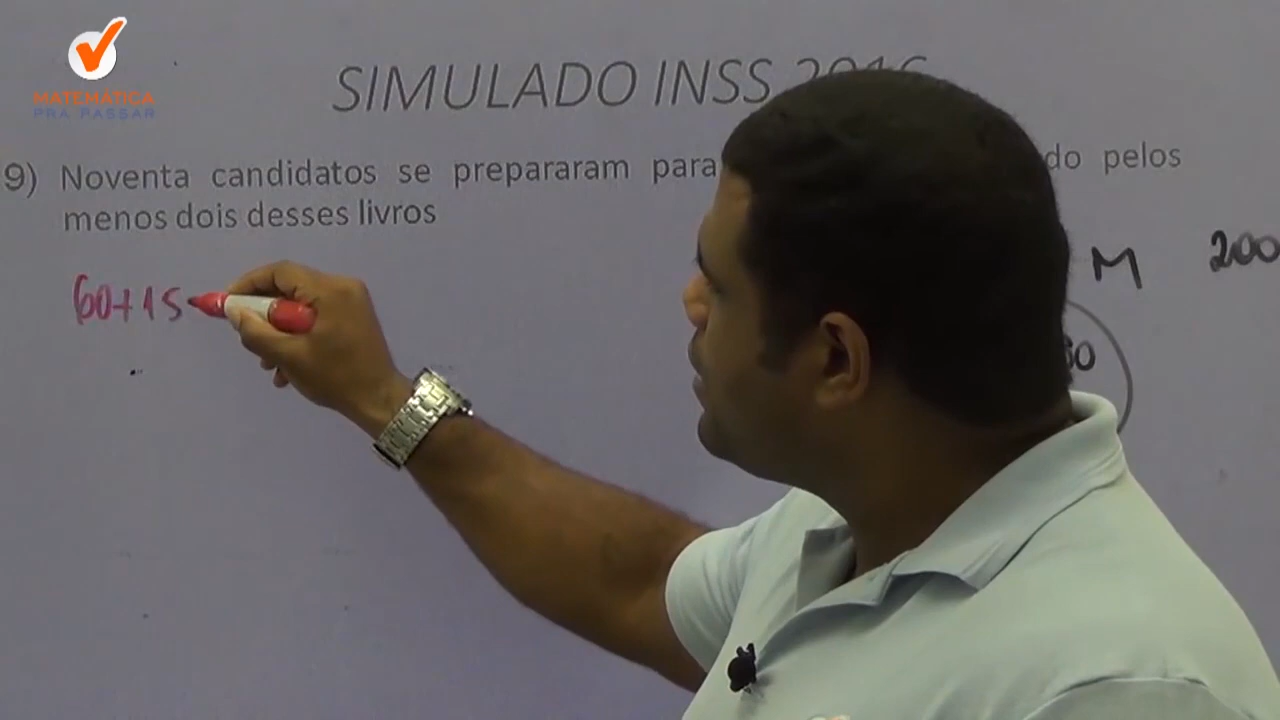 MATEMÁTICA
PRA PASSAR
SIMULADO INSS 2016
9) Noventa candidatos se prepararam para do pelos
menos dois desses livros
M 200
60+15